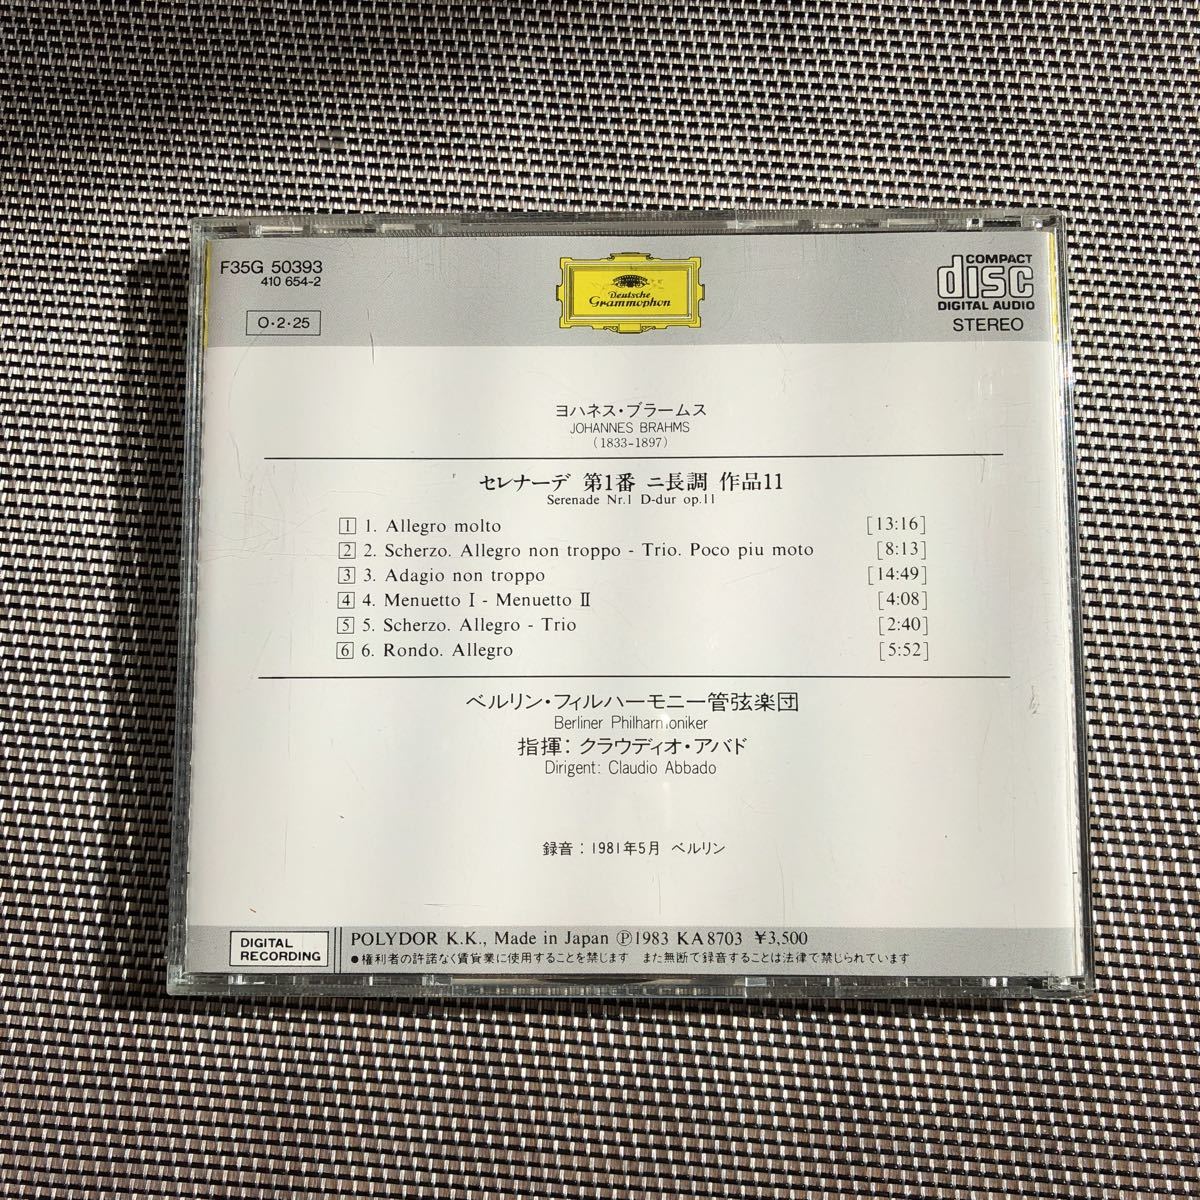 F35G 50393
410 654-2
O・2・25
Deutsche
Grammophon
COMPACT
disc
DIGITAL AUDIO
STEREO
ヨハネス・ブラームス
JOHANNES BRAHMS
(1833-1897)
セレナーデ 第1番 ニ長調 作品11
Serenade Nr.1 D-dur op.11
1 1. Allegro molto [13:16]
2 2. Scherzo. Allegro non troppo - Trio. Poco piu moto [8:13]
3 3. Adagio non troppo [14:49]
4 4. Menuetto I - Menuetto II [4:08]
5 5. Scherzo. Allegro - Trio [2:40]
6 6. Rondo. Allegro [5:52]
ベルリン・フィルハーモニー管弦楽団
Berliner Philharmoniker
指揮: クラウディオ・アバド
Dirigent: Claudio Abbado
録音：1981年5月 ベルリン
DIGITAL
RECORDING
POLYDOR K.K., Made in Japan Ⓟ1983 KA8703 ¥3,500
●権利者の許諾なく賃貸業に使用することを禁じます また無断で録音することは法律で禁じられています